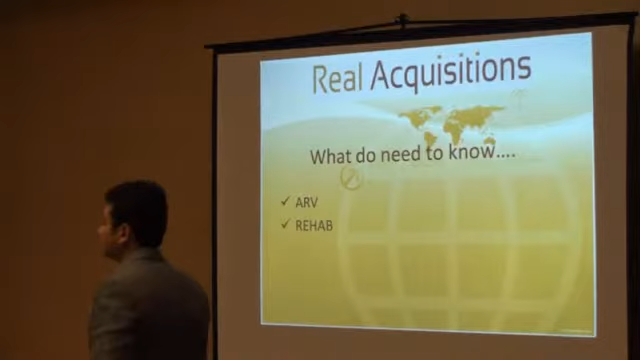 Real Acquisitions
What do need to know....
✓ ARV
✓ REHAB